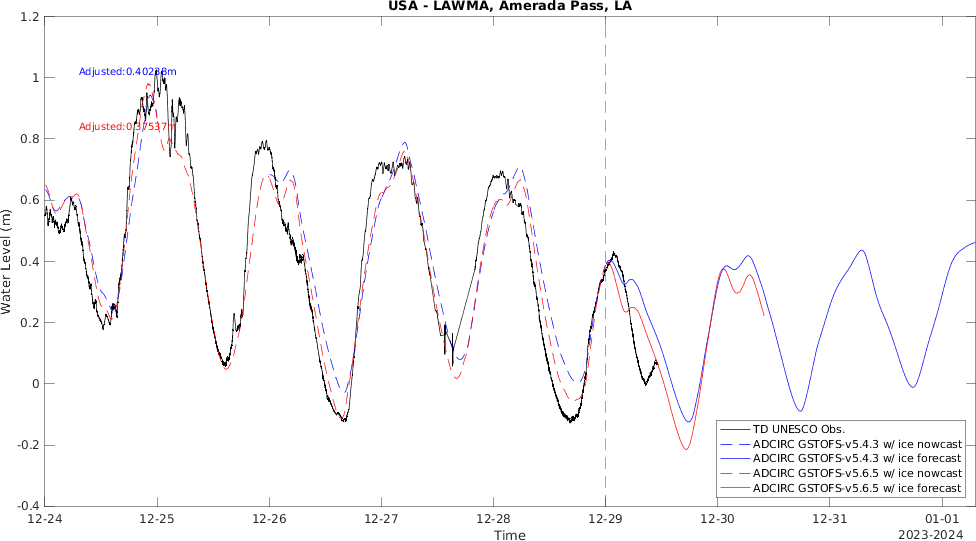 USA - LAWMA, Amerada Pass, LA
1.2
1
0.8
0.6
0.4
0.2
0
-0.2
-0.4
Water Level (m)
Adjusted:0.40238m
Adjusted:0.37537m
TD UNESCO Obs.
ADCIRC GSTOFS-v5.4.3 w/ ice nowcast
ADCIRC GSTOFS-v5.4.3 w/ ice forecast
ADCIRC GSTOFS-v5.6.5 w/ ice nowcast
ADCIRC GSTOFS-v5.6.5 w/ ice forecast
12-24 12-25 12-26 12-27 12-28 12-29 12-30 12-31 01-01
Time
2023-2024